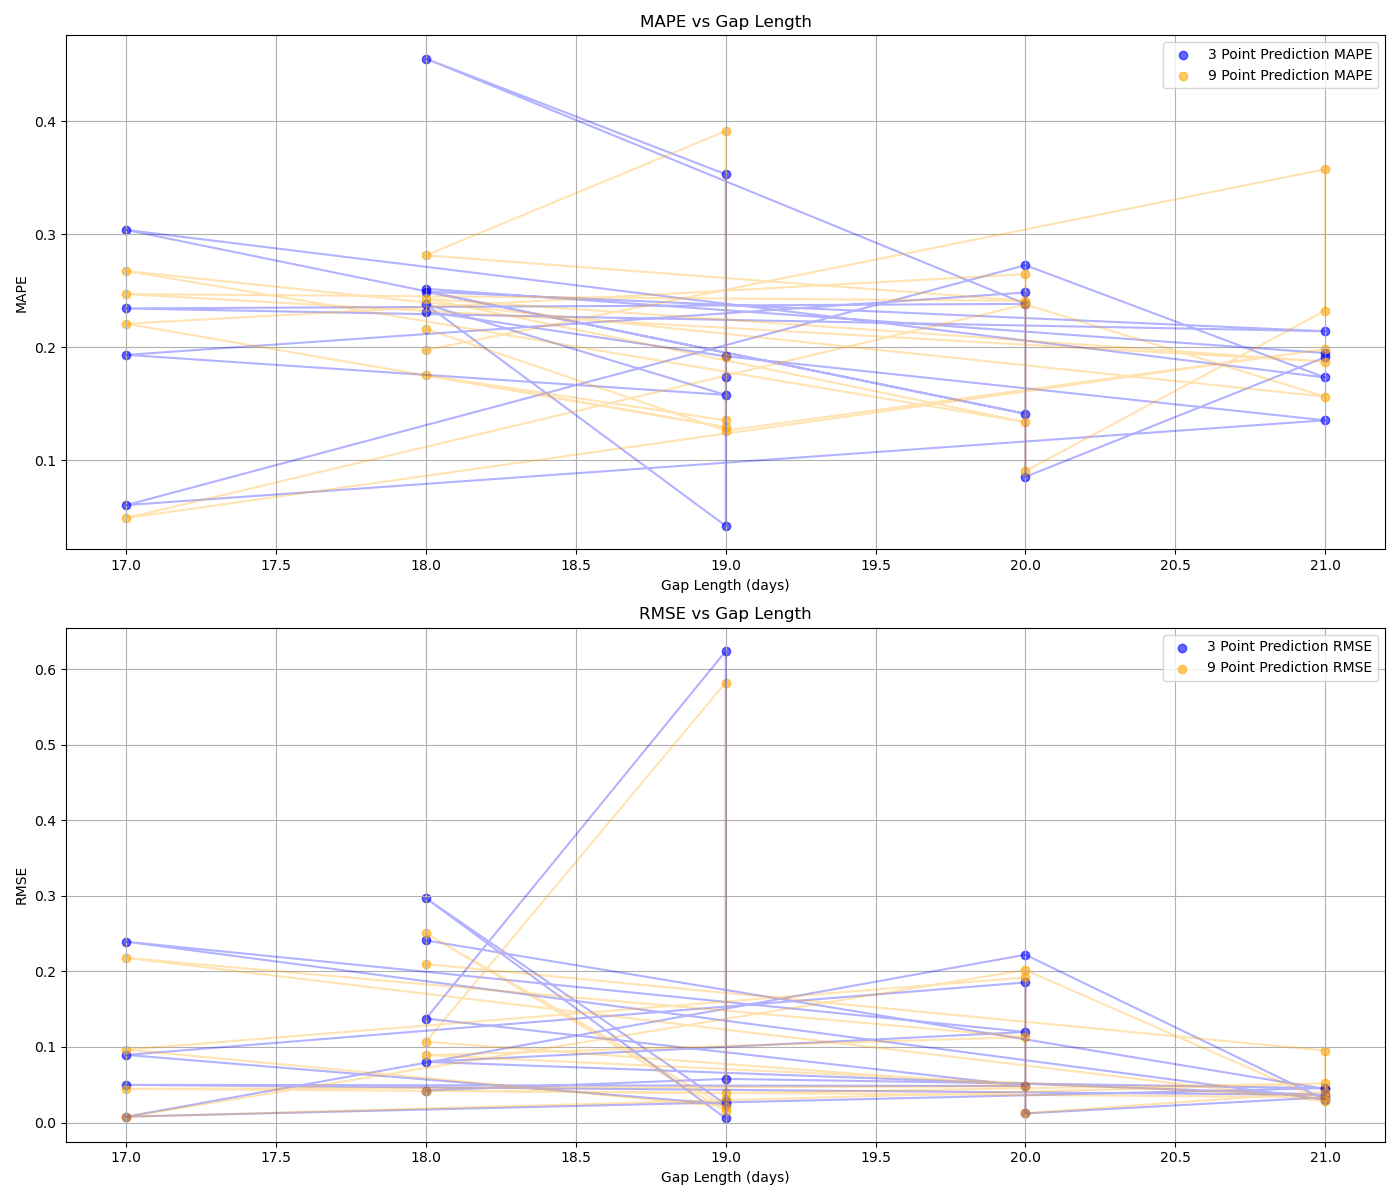 MAPE vs Gap Length
3 Point Prediction MAPE
9 Point Prediction MAPE
MAPE
0.4
0.3
0.2
0.1
17.0 17.5 18.0 18.5 19.0 19.5 20.0 20.5 21.0
Gap Length (days)
RMSE vs Gap Length
3 Point Prediction RMSE
9 Point Prediction RMSE
RMSE
0.6
0.5
0.4
0.3
0.2
0.1
0.0
17.0 17.5 18.0 18.5 19.0 19.5 20.0 20.5 21.0
Gap Length (days)